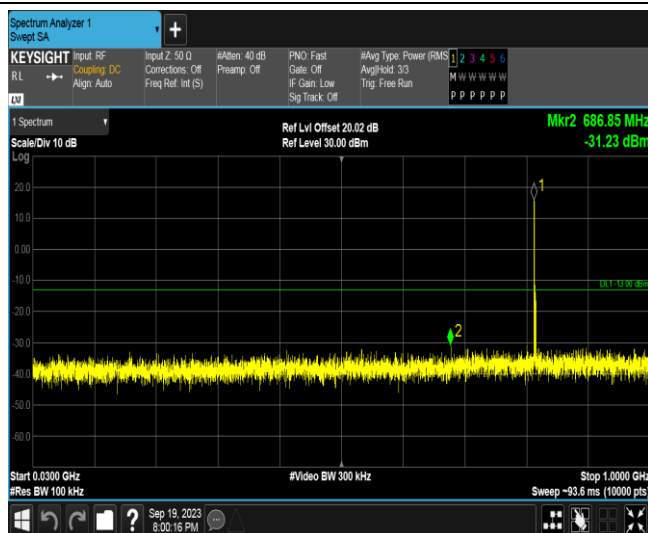 Spectrum Analyzer 1
Swept SA
KEYSIGHT
RL
LXI
Input: RF
Coupling: DC
Align: Auto
Input Z: 50 Ω
Corrections: Off
Freq Ref: Int (S)
#Atten: 40 dB
Preamp: Off
PNO: Fast
Gate: Off
IF Gain: Low
Sig Track: Off
#Avg Type: Power (RMS
Avg|Hold: 3/3
Trig: Free Run
1 2 3 4 5 6
M W W W W W
P P P P P P
1 Spectrum
Scale/Div 10 dB
Log
Ref Lvl Offset 20.02 dB
Ref Level 30.00 dBm
Mkr2 686.85 MHz
-31.23 dBm
20.0
10.0
0.00
-10.0
-20.0
-30.0
-40.0
-50.0
-60.0
1
2
DL1 -13.00 dBm
Start 0.0300 GHz
#Res BW 100 kHz
#Video BW 300 kHz
Stop 1.0000 GHz
Sweep ~93.6 ms (10000 pts)
?
Sep 19, 2023
8:00:16 PM